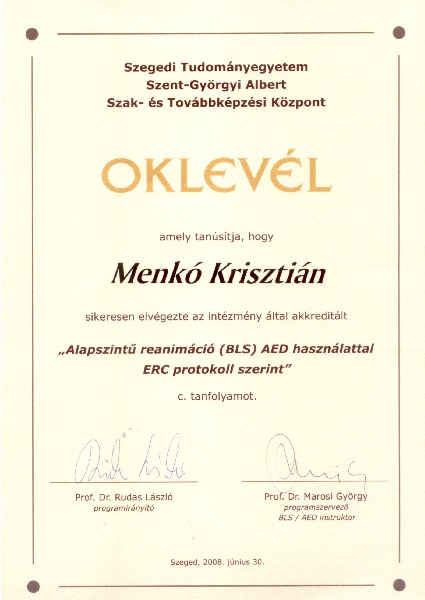 Szegedi Tudományegyetem
Szent-Györgyi Albert
Szak- és Továbbképzési Központ
OKLEVÉL
amely tanúsítja, hogy
Menkó Krisztián
sikeresen elvégezte az intézmény által akkreditált
„Alapszintű reanimáció (BLS) AED használattal
ERC protokoll szerint”
c. tanfolyamot.
Prof. Dr. Rudas László
programirányító
Prof. Dr. Marosi György
programszervező
BLS / AED instruktor
Szeged, 2008. június 30.